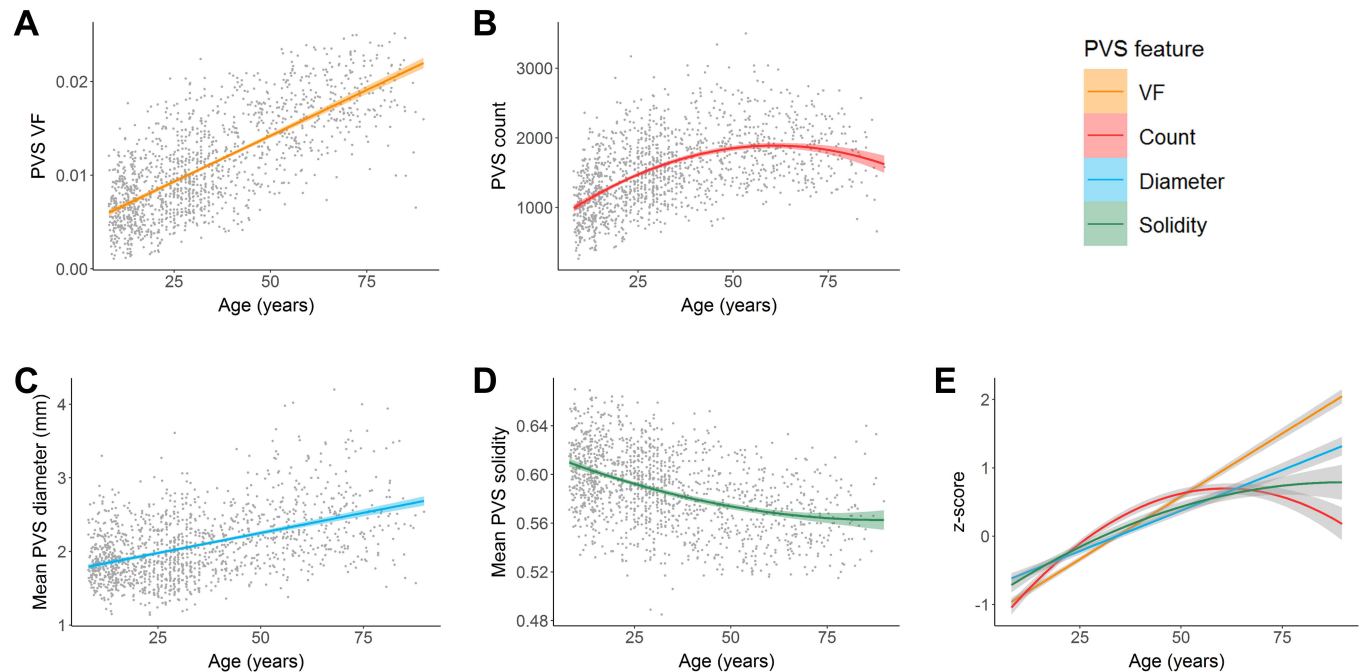 A
PVS VF
0.02
0.01
0.00
25
50
75
Age (years)
B
PVS count
3000
2000
1000
25
50
75
Age (years)
PVS feature
VF
Count
Diameter
Solidity
C
Mean PVS diameter (mm)
4
3
2
1
25
50
75
Age (years)
D
Mean PVS solidity
0.64
0.60
0.56
0.52
0.48
25
50
75
Age (years)
E
z-score
2
1
0
-1
25
50
75
Age (years)